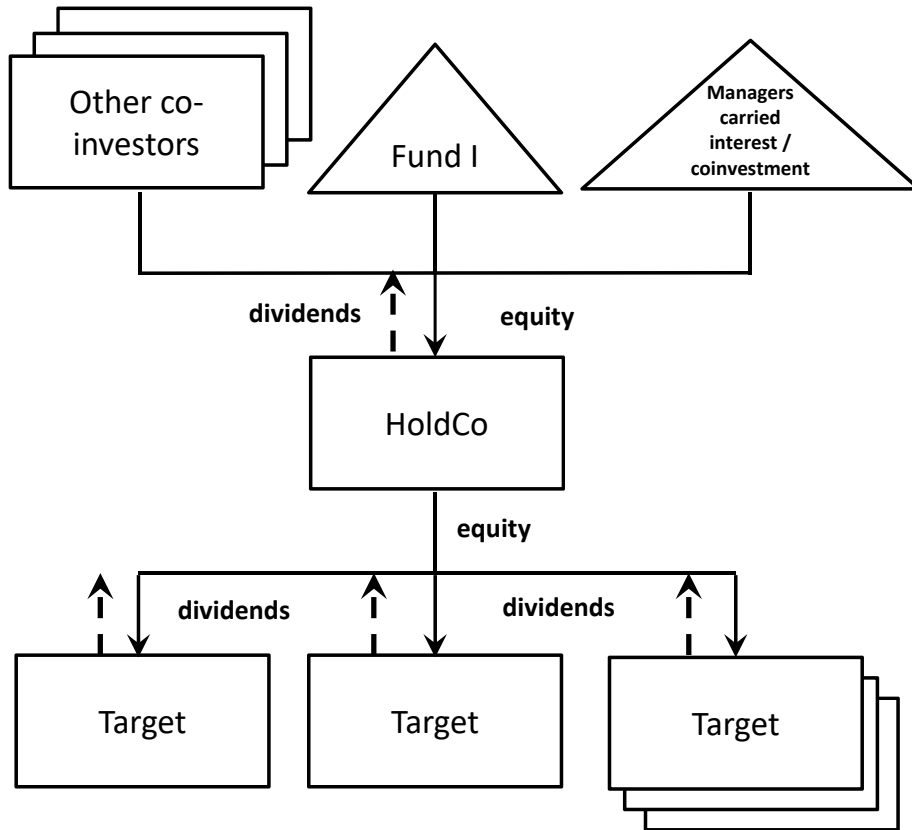 Other co-
investors
Fund I
Managers
carried
interest /
coinvestment
dividends
equity
HoldCo
equity
dividends
dividends
Target
Target
Target